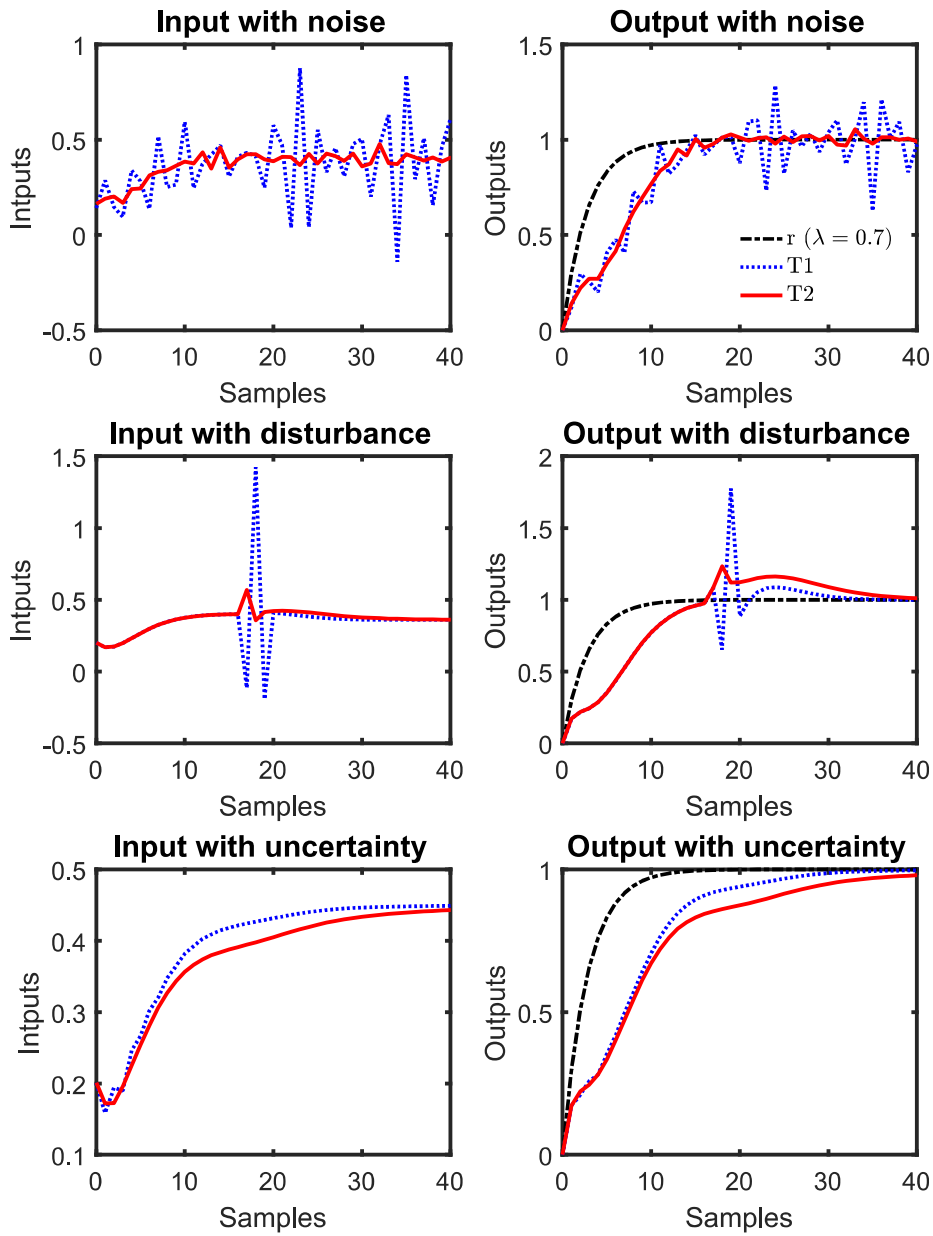 Input with noise
Output with noise
1
0.5
0
-0.5
Intputs
0 10 20 30 40
Samples
1.5
1
0.5
0
Outputs
r (λ = 0.7)
T1
T2
0 10 20 30 40
Samples
Input with disturbance
Output with disturbance
1.5
1
0.5
0
-0.5
Intputs
0 10 20 30 40
Samples
2
1.5
1
0.5
0
Outputs
0 10 20 30 40
Samples
Input with uncertainty
Output with uncertainty
0.5
0.4
0.3
0.2
0.1
Intputs
0 10 20 30 40
Samples
1
0.5
0
Outputs
0 10 20 30 40
Samples